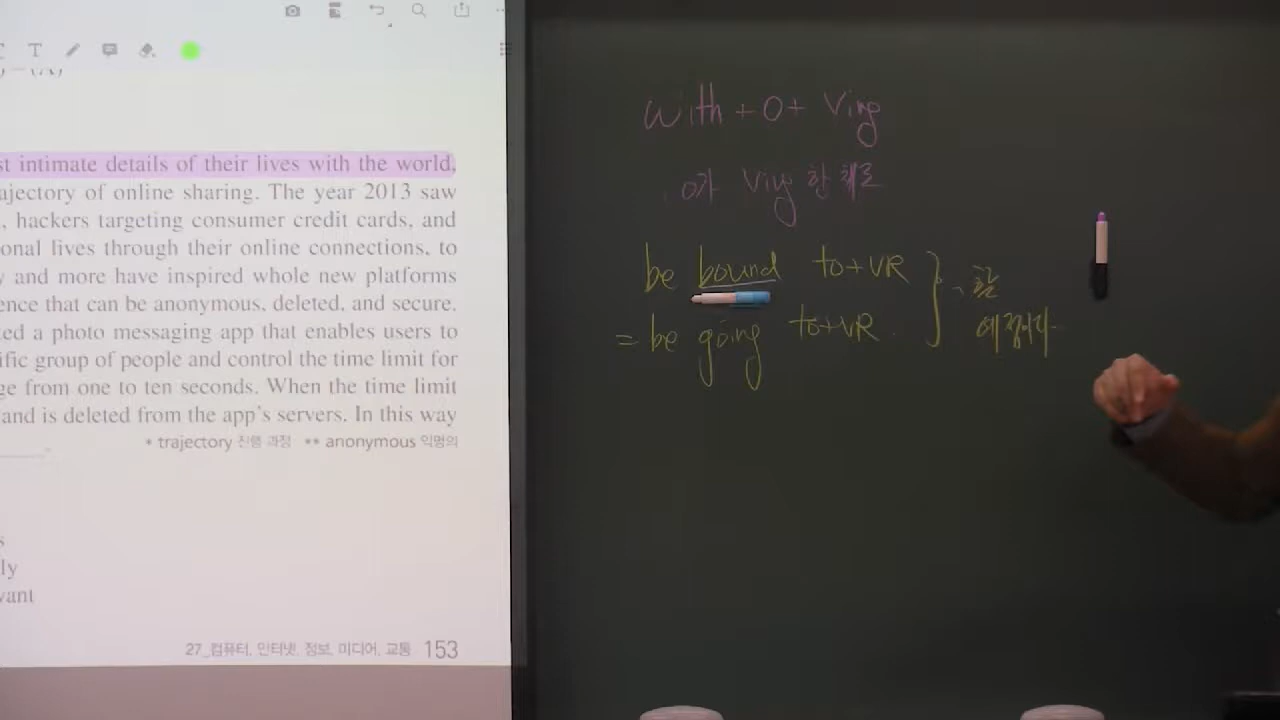 st intimate details of their lives with the world,
ajectory of online sharing. The year 2013 saw
, hackers targeting consumer credit cards, and
onal lives through their online connections, to
y and more have inspired whole new platforms
ence that can be anonymous, deleted, and secure.
ted a photo messaging app that enables users to
ific group of people and control the time limit for
ge from one to ten seconds. When the time limit
and is deleted from the app's servers. In this way
* trajectory 진행 과정 ** anonymous 익명의
s
ly
vant
27_컴퓨터, 인터넷, 정보, 미디어, 교통 153
with + O + Ving
O가 Ving 한 채로
be bound to+VR
= be going to+VR
} ~할
예정이다